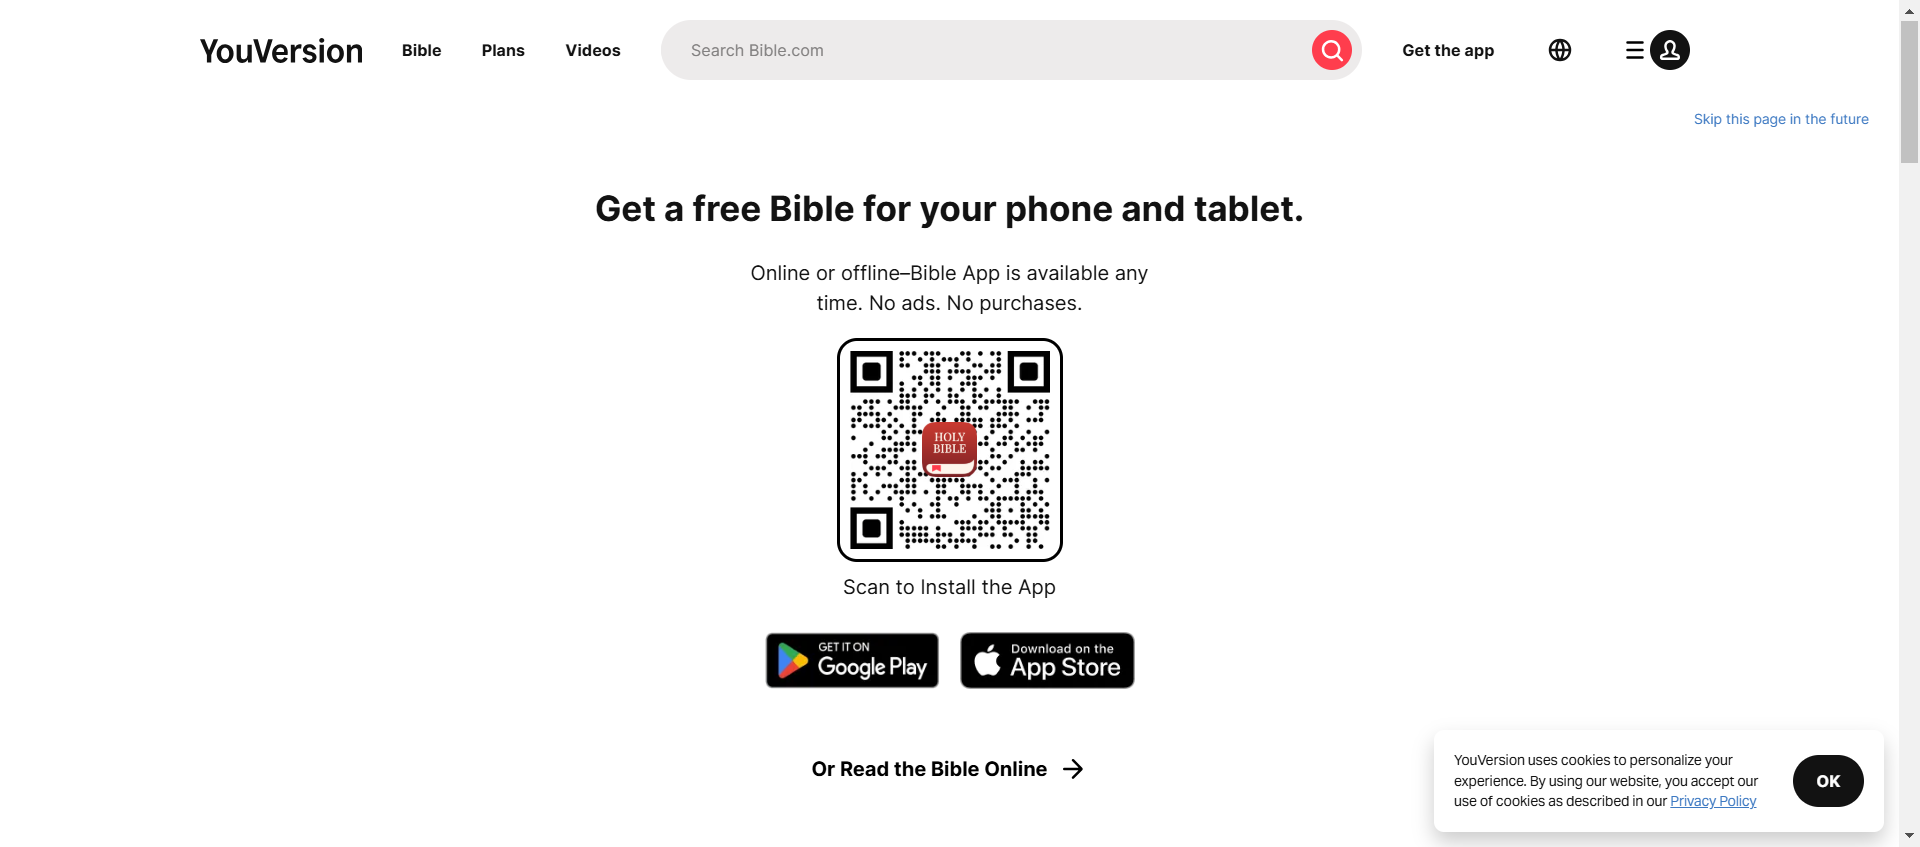 YouVersion
Bible
Plans
Videos
Search Bible.com
Get the app
Skip this page in the future
Get a free Bible for your phone and tablet.
Online or offline–Bible App is available any
time. No ads. No purchases.
HOLY
BIBLE
Scan to Install the App
GET IT ON
Google Play
Download on the
App Store
Or Read the Bible Online
YouVersion uses cookies to personalize your
experience. By using our website, you accept our
use of cookies as described in our Privacy Policy
OK